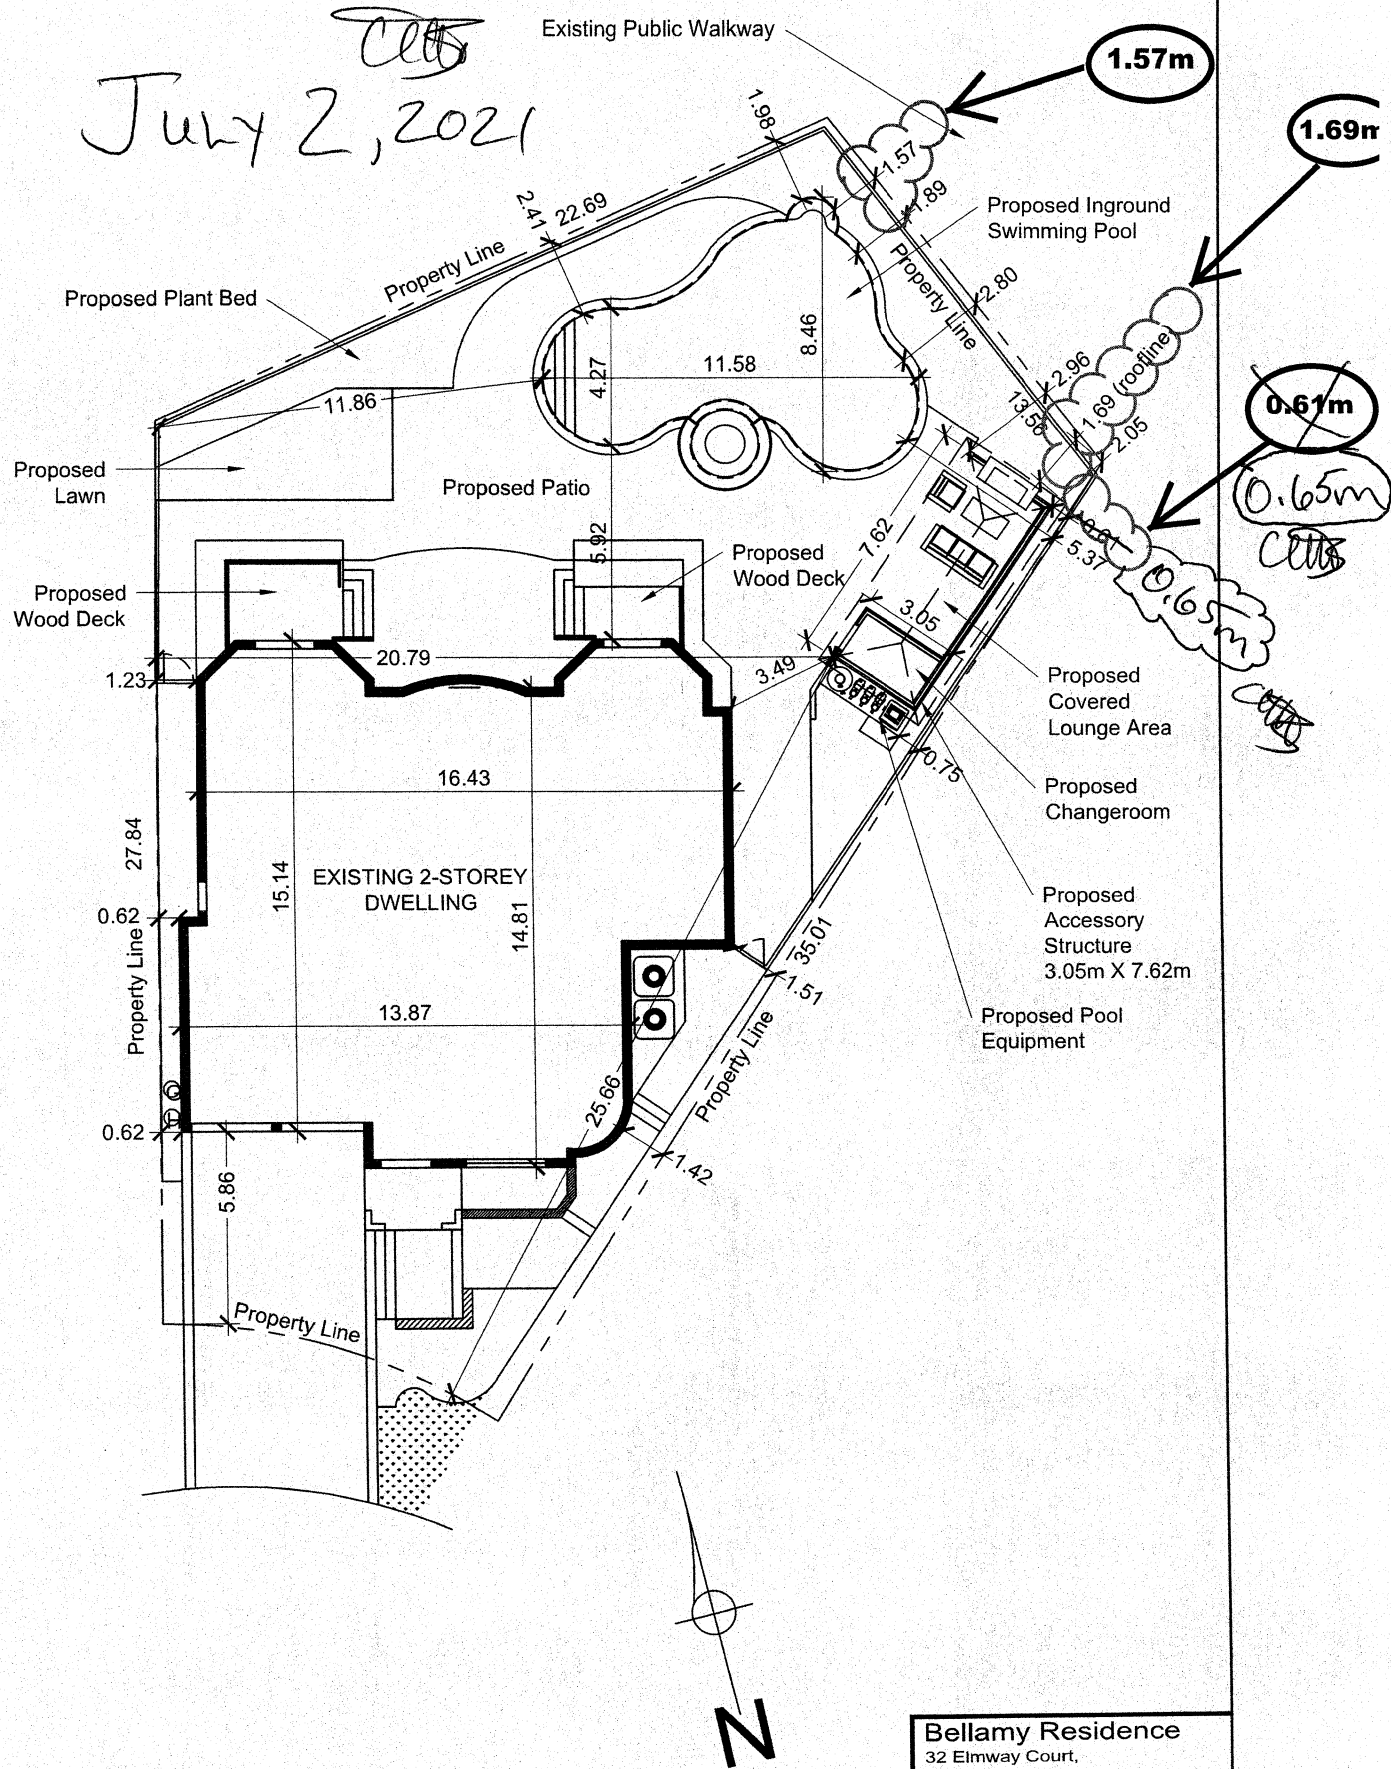 July 2, 2021
Existing Public Walkway
1.57m
1.69m
1.98
1.57
1.89
2.41
22.69
Property Line
Proposed Inground
Swimming Pool
Property Line
2.80
Proposed Plant Bed
8.46
11.58
4.27
11.86
2.96
1.69 (roofline)
13.56
2.05
0.61m
0.65m
Proposed
Lawn
Proposed Patio
5.92
7.62
0.61
5.37
0.65m
Proposed
Wood Deck
Proposed
Wood Deck
3.05
20.79
3.49
1.23
Proposed
Covered
Lounge Area
0.75
16.43
Proposed
Changeroom
27.84
15.14
EXISTING 2-STOREY
DWELLING
14.81
0.62
Property Line
35.01
Proposed
Accessory
Structure
3.05m X 7.62m
1.51
13.87
Proposed Pool
Equipment
Property Line
25.66
0.62
1.42
5.86
Property Line
N
Bellamy Residence
32 Elmway Court,